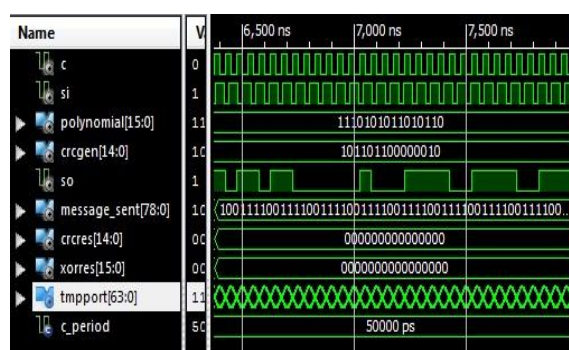 Name V 6,500 ns 7,000 ns 7,500 ns
c 0
si 1
polynomial[15:0] 11 1110101011010110
crcgen[14:0] 10 101101100000010
so 1
message_sent[78:0] 10 100111100111100111100111100111100111100111100111100...
crcres[14:0] 00 000000000000000
xorres[15:0] 00 0000000000000000
tmpport[63:0] 11
c_period 50 50000 ps